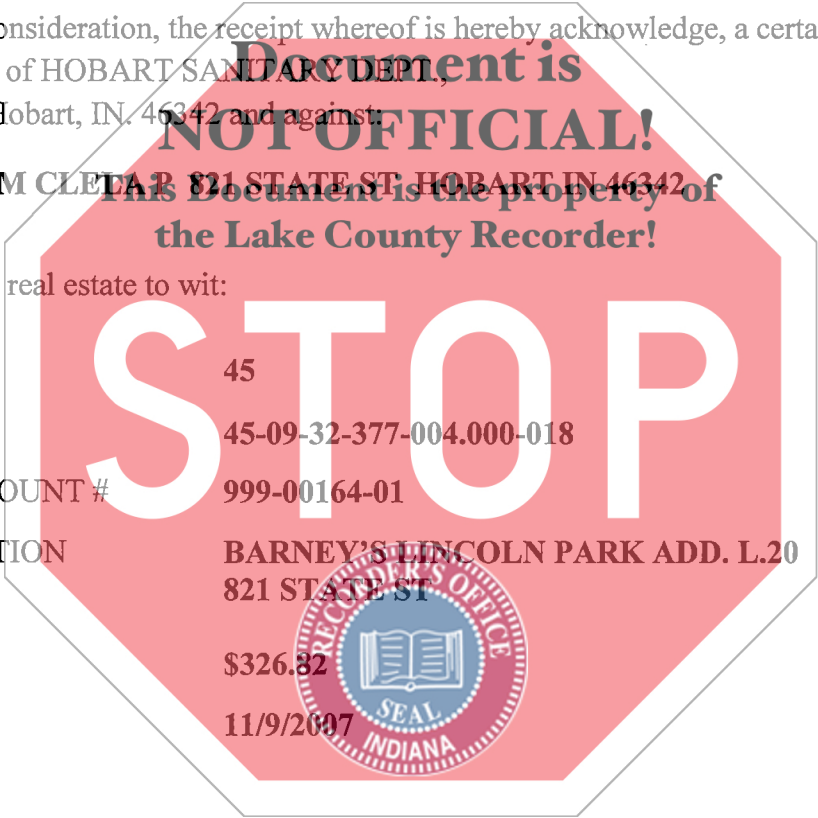 onsideration, the receipt whereof is hereby acknowledge, a certa
of HOBART SANITARY DEPT.,
Document is
Hobart, IN. 46342 and against:
NOT OFFICIAL!
M CLETA P 821 STATE ST. HOBART IN 46342
This Document is the property of
the Lake County Recorder!
real estate to wit:
STOP
45
45-09-32-377-004.000-018
OUNT # 999-00164-01
TION BARNEY'S LINCOLN PARK ADD. L.20
821 STATE ST
$326.82
11/9/2007
RECORDER'S OFFICE
SEAL
INDIANA